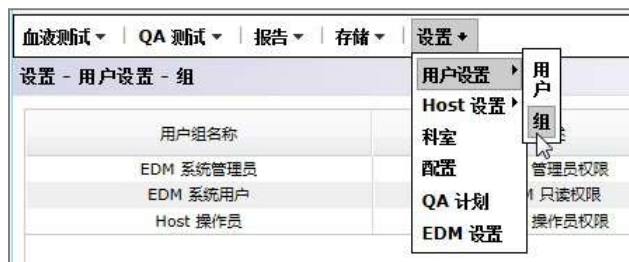 血液测试 QA 测试 报告 存储 设置
设置 - 用户设置 - 组
用户设置
用户
Host 设置
组
科室
配置
QA 计划
EDM 设置
用户组名称
EDM 系统管理员 管理员权限
EDM 系统用户 只读权限
Host 操作员 操作员权限